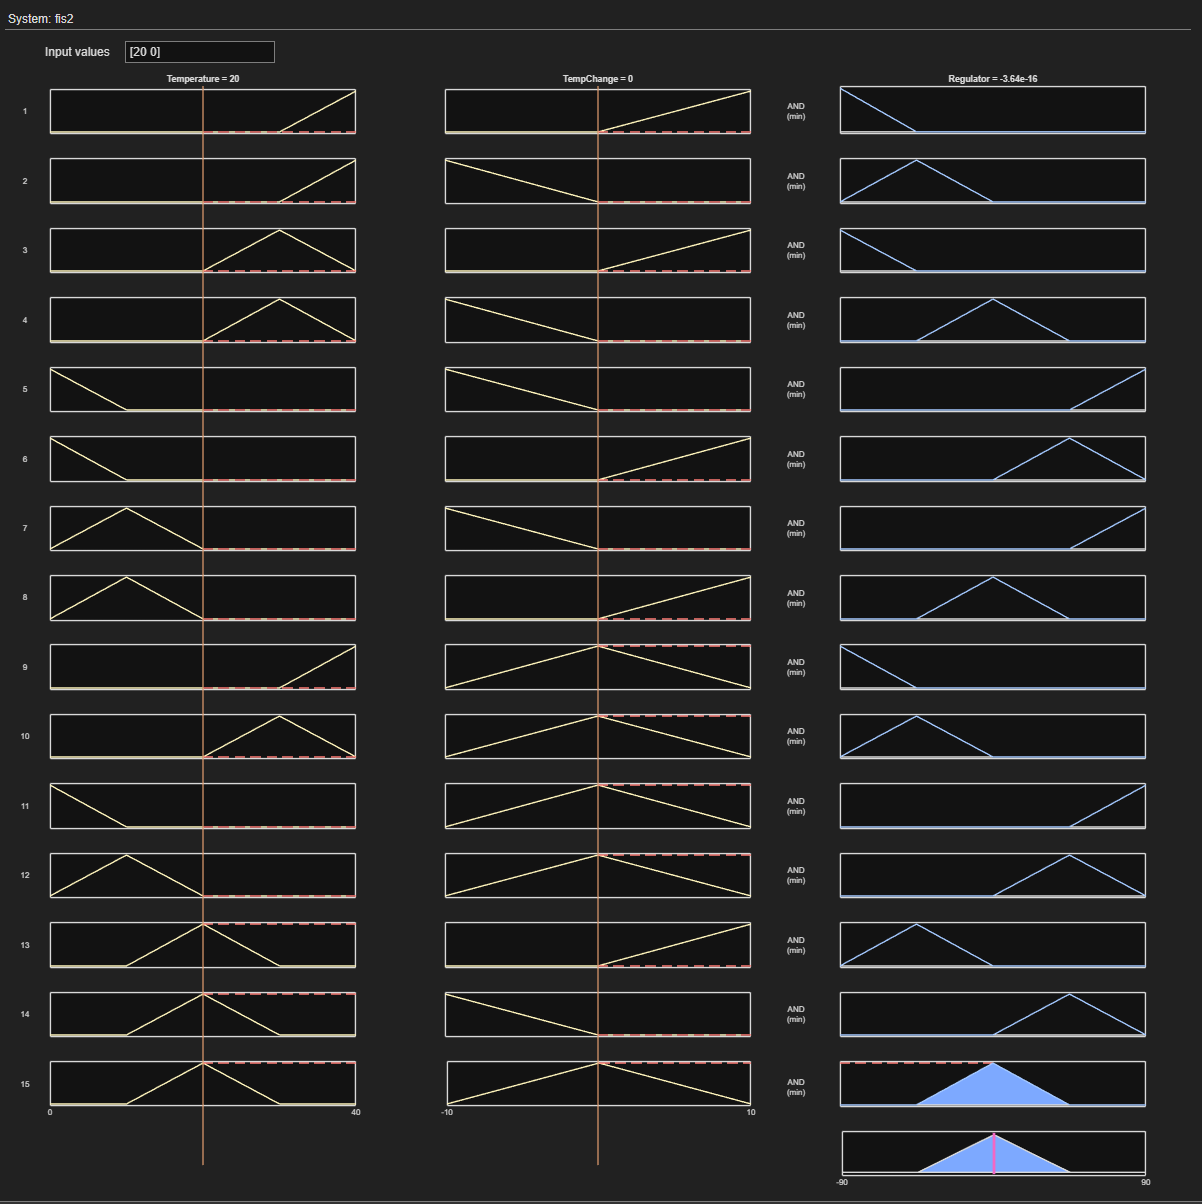 System: fis2
Input values [20 0]
Temperature = 20 TempChange = 0 Regulator = -3.64e-16
1 AND
(min)
2 AND
(min)
3 AND
(min)
4 AND
(min)
5 AND
(min)
6 AND
(min)
7 AND
(min)
8 AND
(min)
9 AND
(min)
10 AND
(min)
11 AND
(min)
12 AND
(min)
13 AND
(min)
14 AND
(min)
15 AND
(min)
0 40 -10 10
-90 90